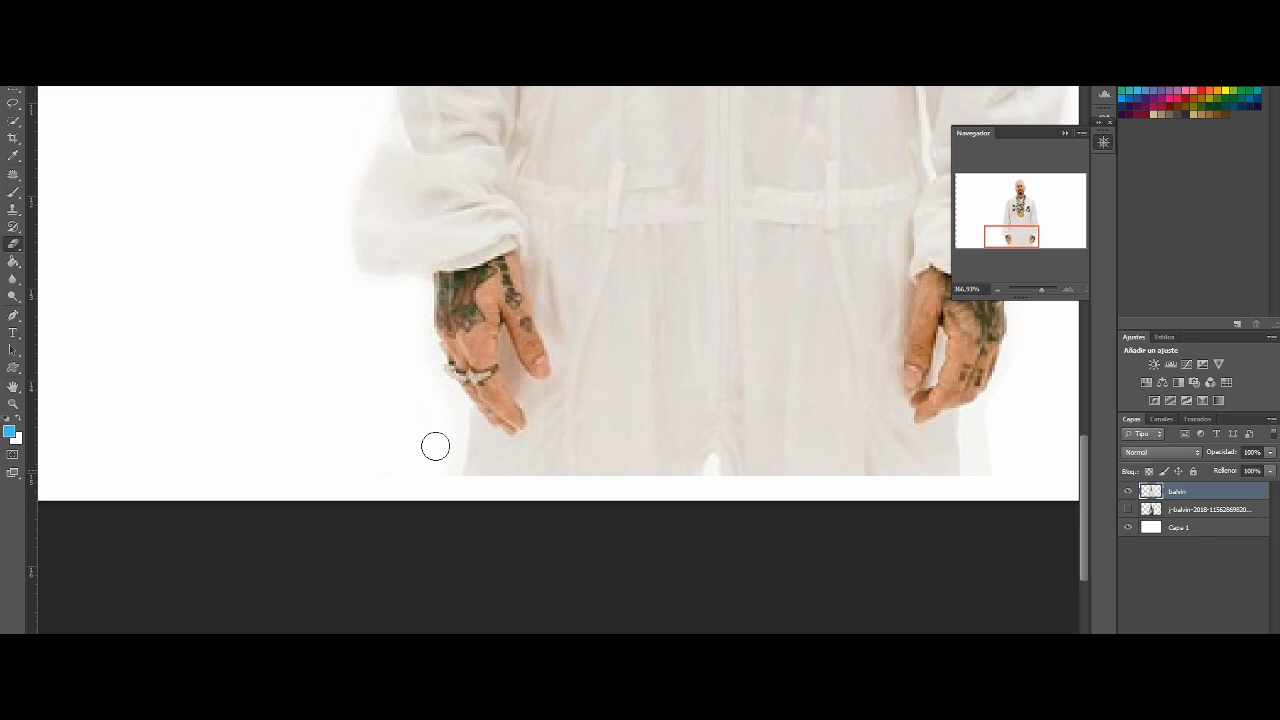 Navegador
366,93%
Ajustes Estilos
Añadir un ajuste
Capas Canales Trazados
Tipo
Normal Opacidad: 100%
Bloq.: Relleno: 100%
balvin
j-balvin-2018-11562869820...
Capa 1